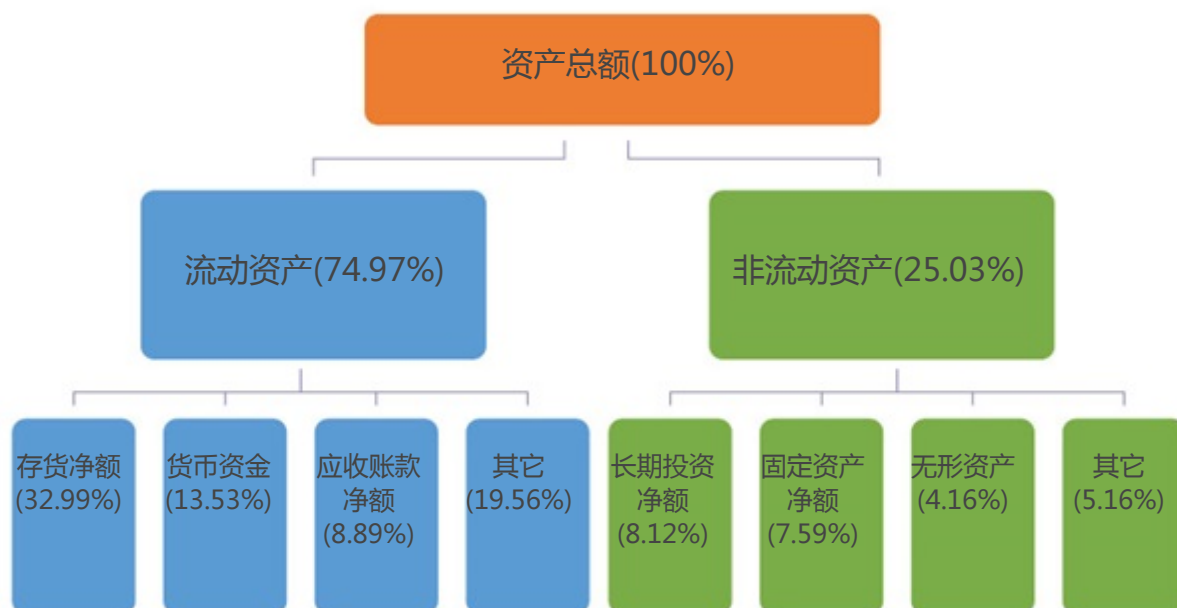 资产总额(100%)
流动资产(74.97%)
非流动资产(25.03%)
存货净额
(32.99%)
货币资金
(13.53%)
应收账款
净额
(8.89%)
其它
(19.56%)
长期投资
净额
(8.12%)
固定资产
净额
(7.59%)
无形资产
(4.16%)
其它
(5.16%)